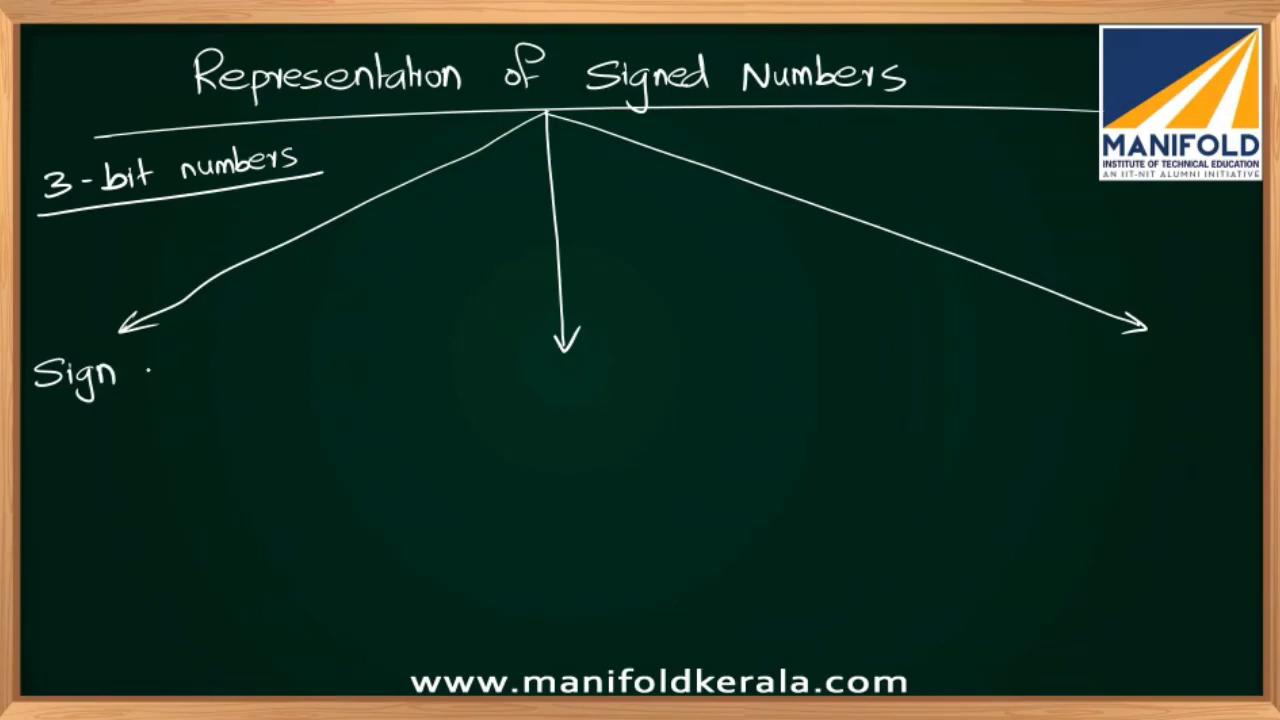 Representation of Signed Numbers
MANIFOLD
INSTITUTE OF TECHNICAL EDUCATION
AN IIT-NIT ALUMNI INITIATIVE
3-bit numbers
Sign
www.manifoldkerala.com